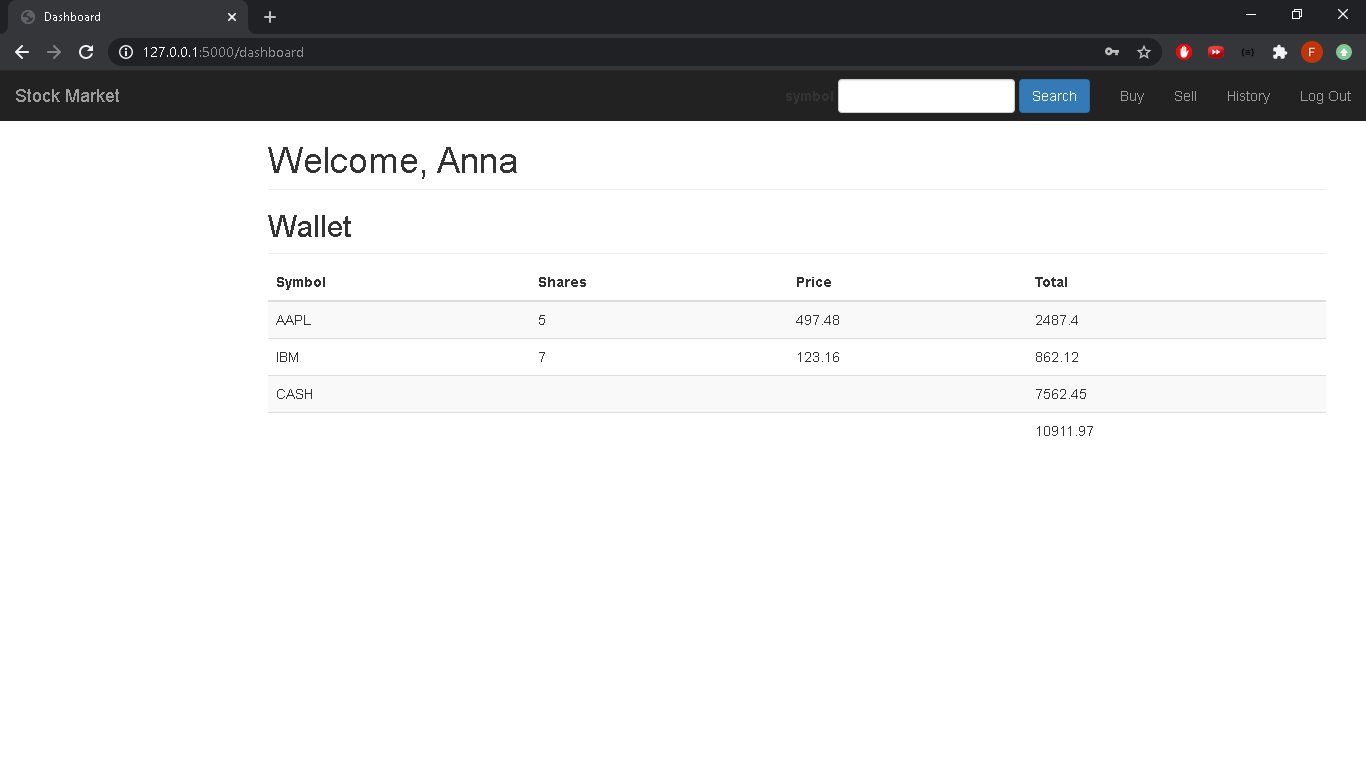 Dashboard
127.0.0.1:5000/dashboard
F
Stock Market symbol Search Buy Sell History Log Out
Welcome, Anna
Wallet
Symbol Shares Price Total
AAPL 5 497.48 2487.4
IBM 7 123.16 862.12
CASH 7562.45
10911.97